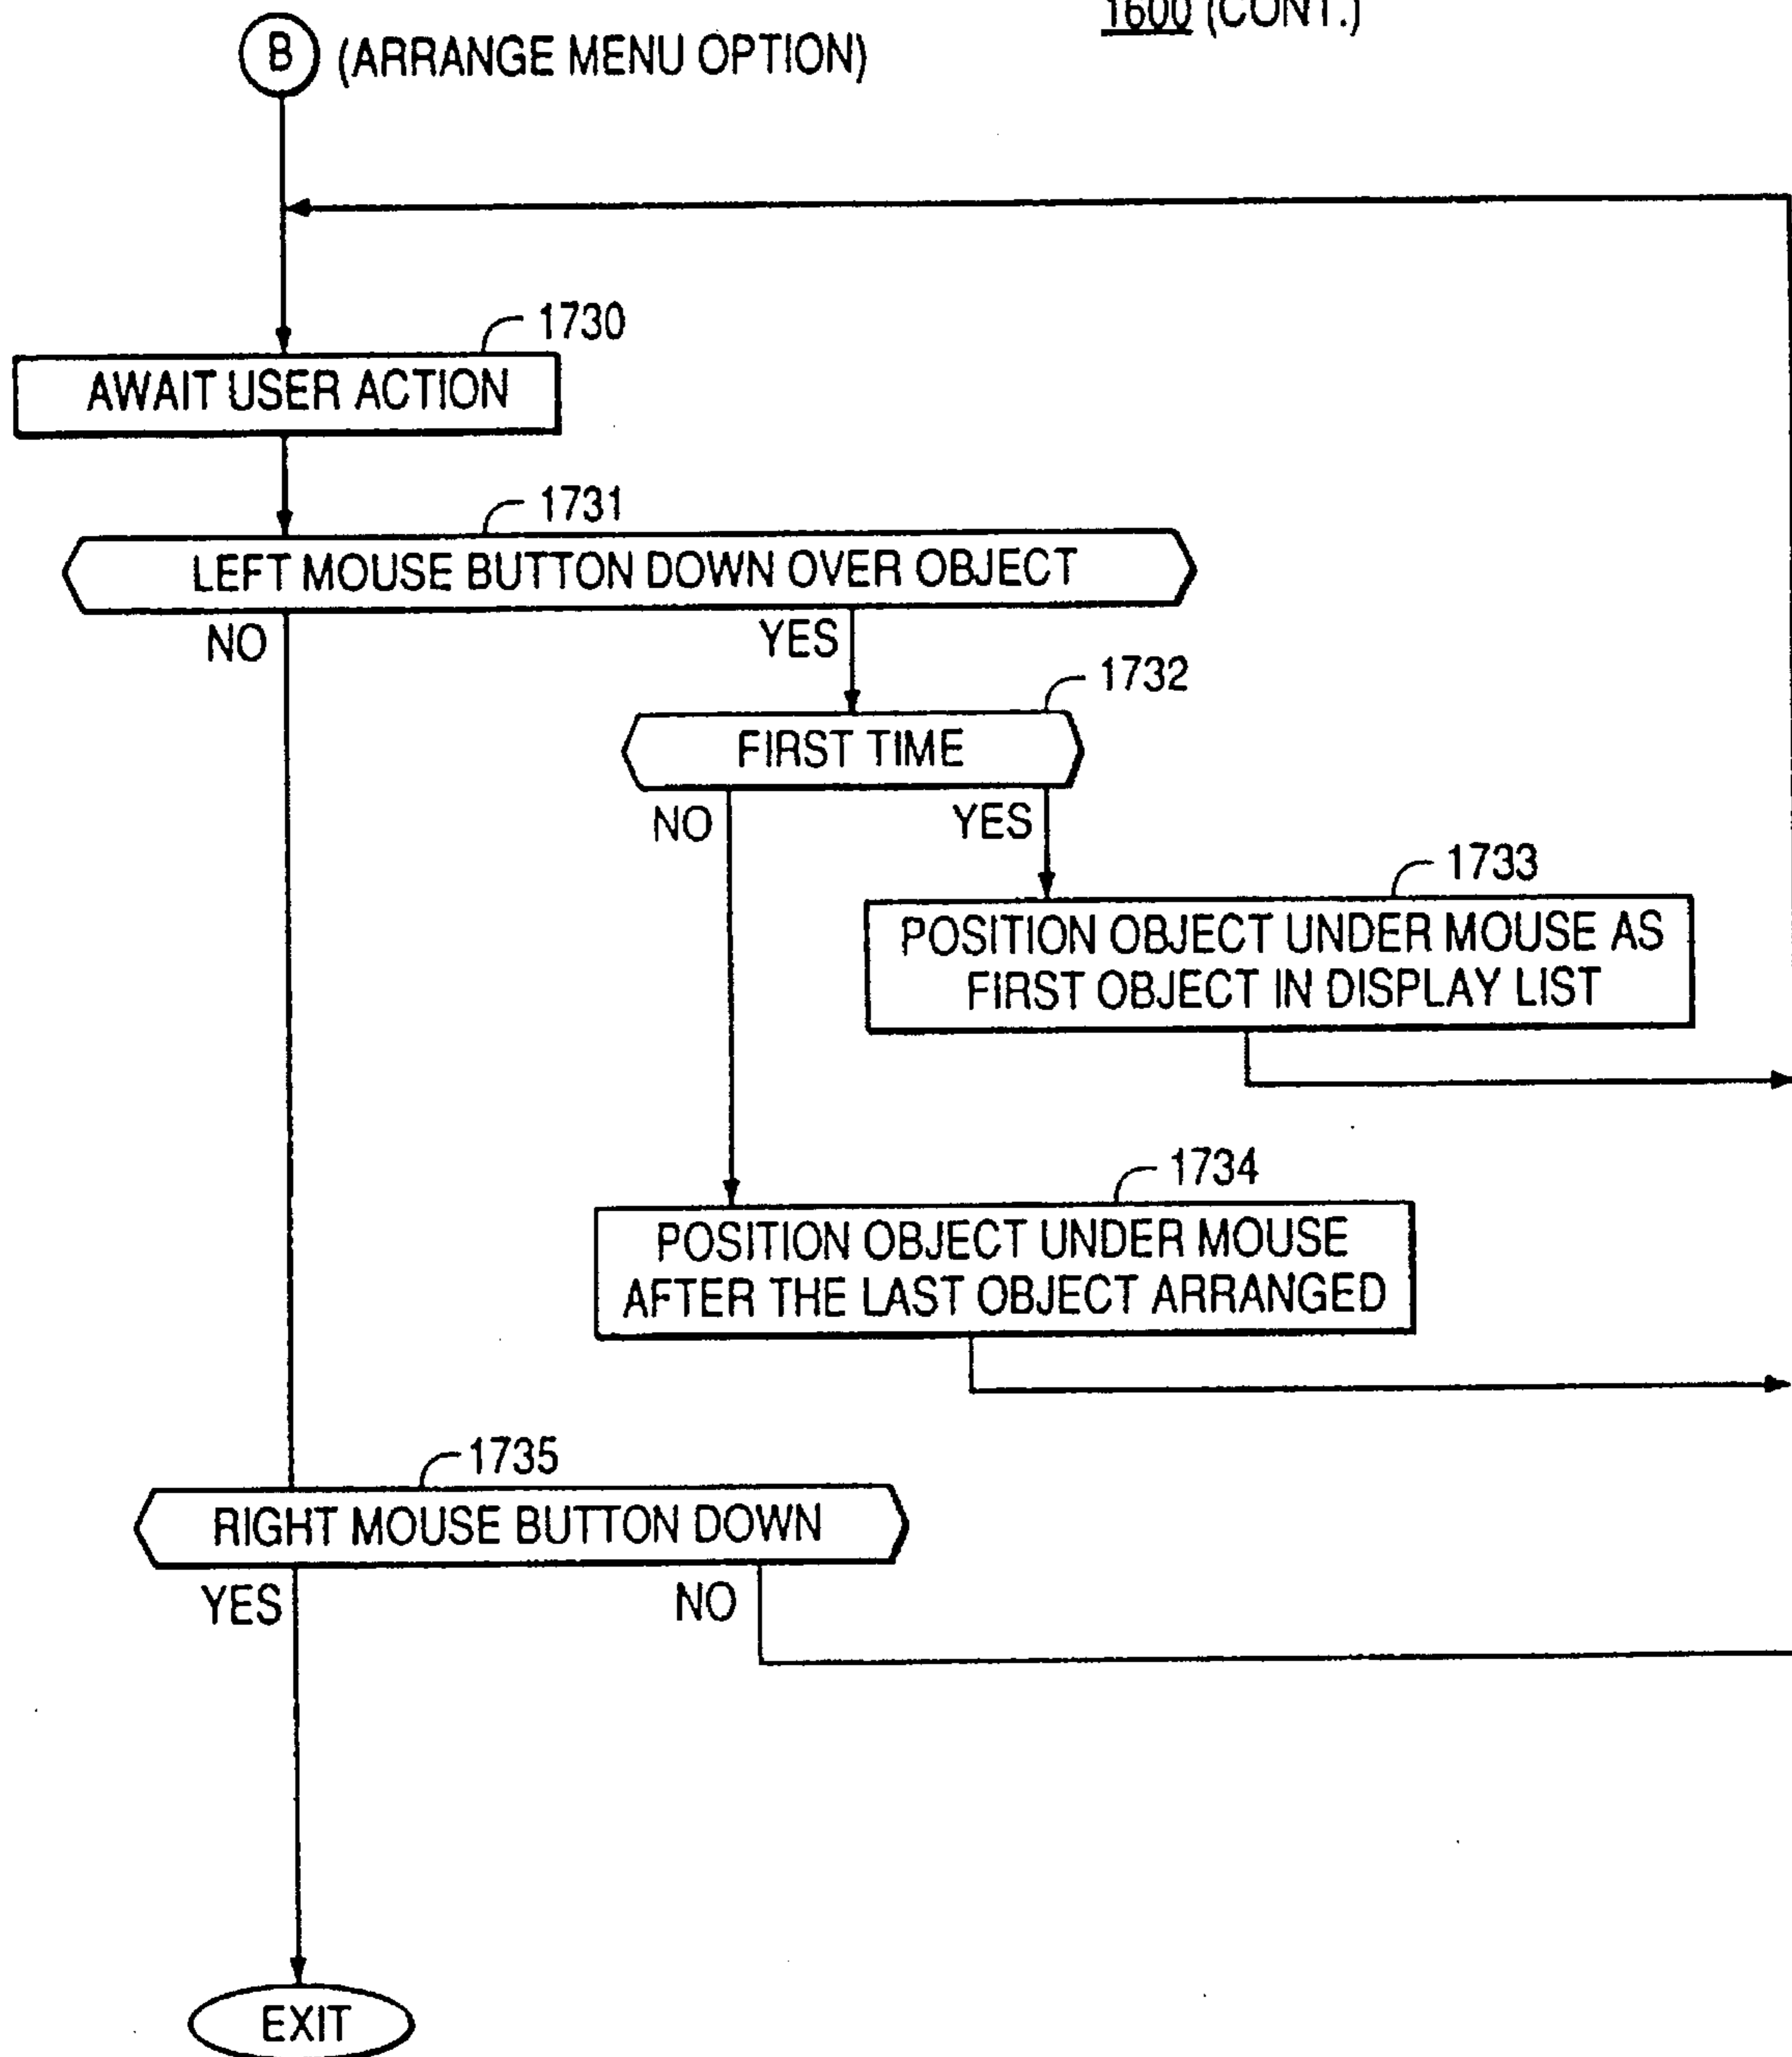 1600 (CONT.)
B (ARRANGE MENU OPTION)
1730
AWAIT USER ACTION
1731
LEFT MOUSE BUTTON DOWN OVER OBJECT
NO
YES
1732
FIRST TIME
NO
YES
1733
POSITION OBJECT UNDER MOUSE AS
FIRST OBJECT IN DISPLAY LIST
1734
POSITION OBJECT UNDER MOUSE
AFTER THE LAST OBJECT ARRANGED
1735
RIGHT MOUSE BUTTON DOWN
YES
NO
EXIT